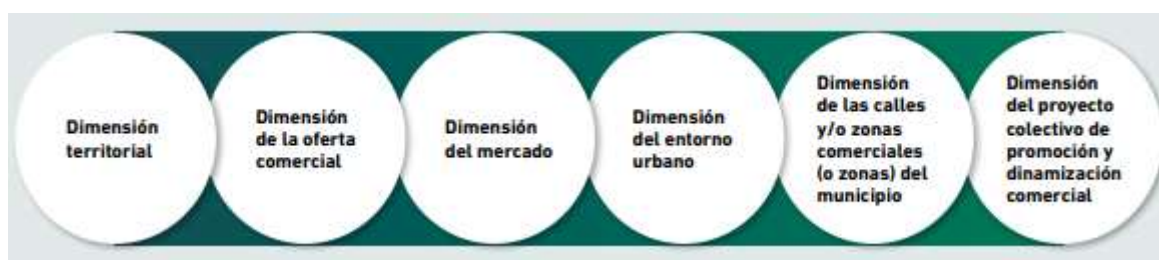 Dimensión
territorial
Dimensión
de la oferta
comercial
Dimensión
del mercado
Dimensión
del entorno
urbano
Dimensión
de las calles
y/o zonas
comerciales
(o zonas) del
municipio
Dimensión
del proyecto
colectivo de
promoción y
dinamización
comercial